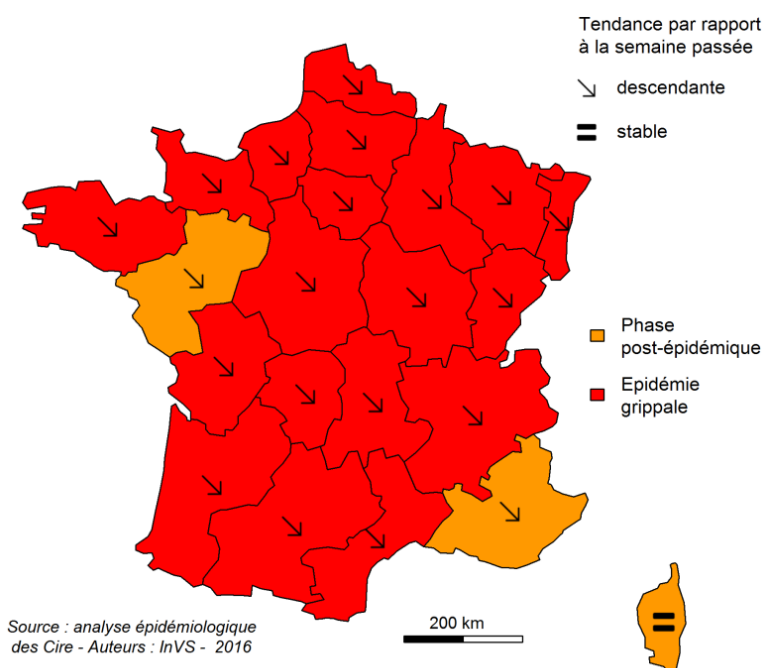 Tendance par rapport
à la semaine passée
descendante
stable
Phase
post-épidémique
Epidémie
grippale
200 km
Source : analyse épidémiologique
des Cire - Auteurs : InVS - 2016